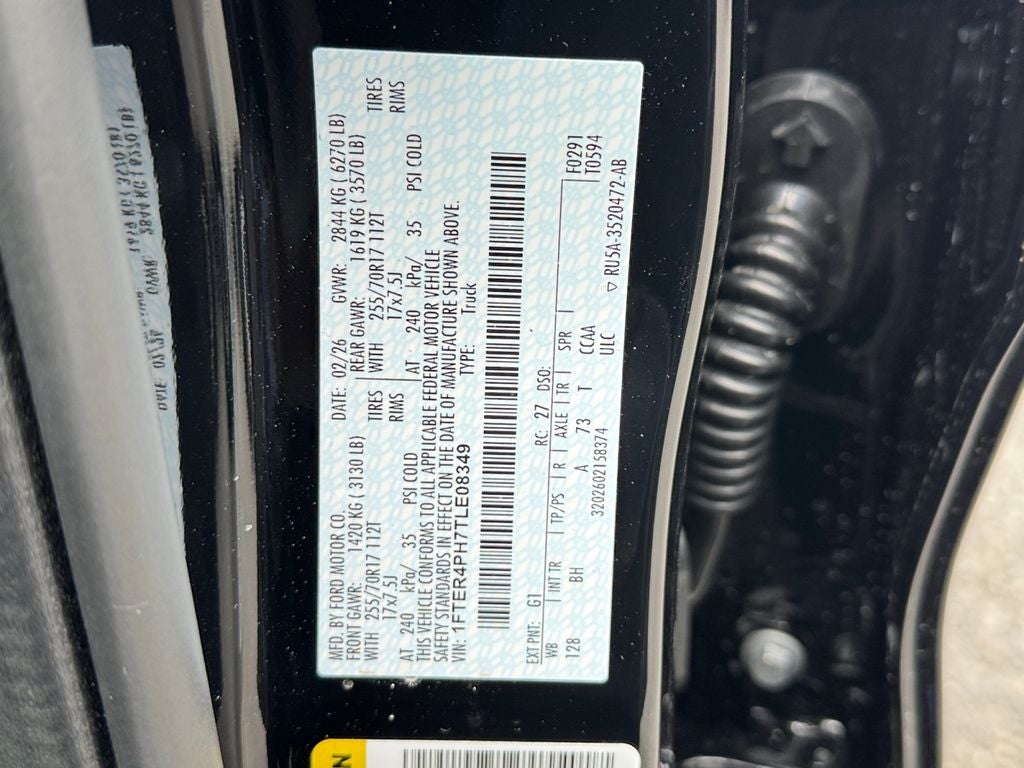 MFD. BY FORD MOTOR CO. DATE: 02/26 GVWR: 2844 KG ( 6270 LB)
FRONT GAWR: 1420 KG ( 3130 LB) REAR GAWR: 1619 KG ( 3570 LB)
WITH 255/70R17 112T TIRES WITH 255/70R17 112T TIRES
17x7.5J RIMS 17x7.5J RIMS
AT 240 kPa/ 35 PSI COLD AT 240 kPa/ 35 PSI COLD
THIS VEHICLE CONFORMS TO ALL APPLICABLE FEDERAL MOTOR VEHICLE
SAFETY STANDARDS IN EFFECT ON THE DATE OF MANUFACTURE SHOWN ABOVE.
VIN: 1FTER4PH7TLE08349 TYPE: Truck
EXT PNT: G1 RC: 27 DSO: F0291
WB INT TR TP/PS R AXLE TR SPR T0594
128 BH A 73 T CCAA
3202602158374 ULC ▽ RU5A-3520472-AB